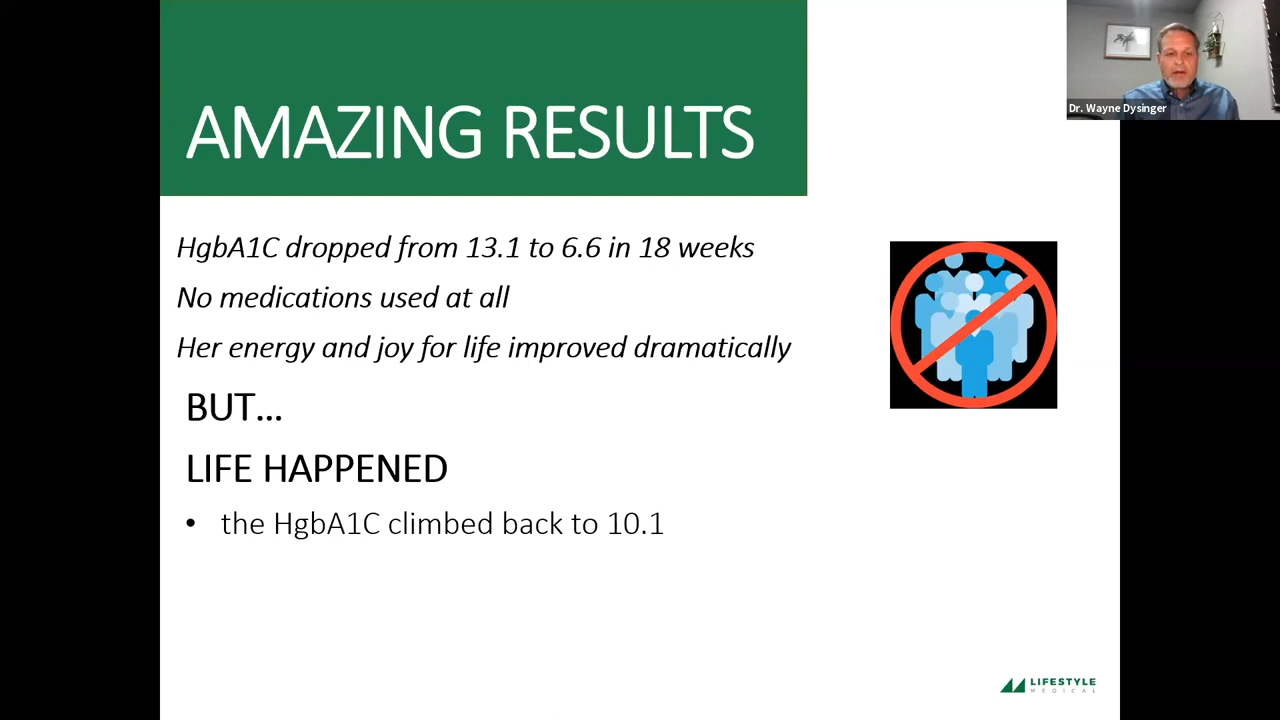 AMAZING RESULTS
Dr. Wayne Dysinger
HgbA1C dropped from 13.1 to 6.6 in 18 weeks
No medications used at all
Her energy and joy for life improved dramatically
BUT...
LIFE HAPPENED
• the HgbA1C climbed back to 10.1
LIFESTYLE
MEDICAL